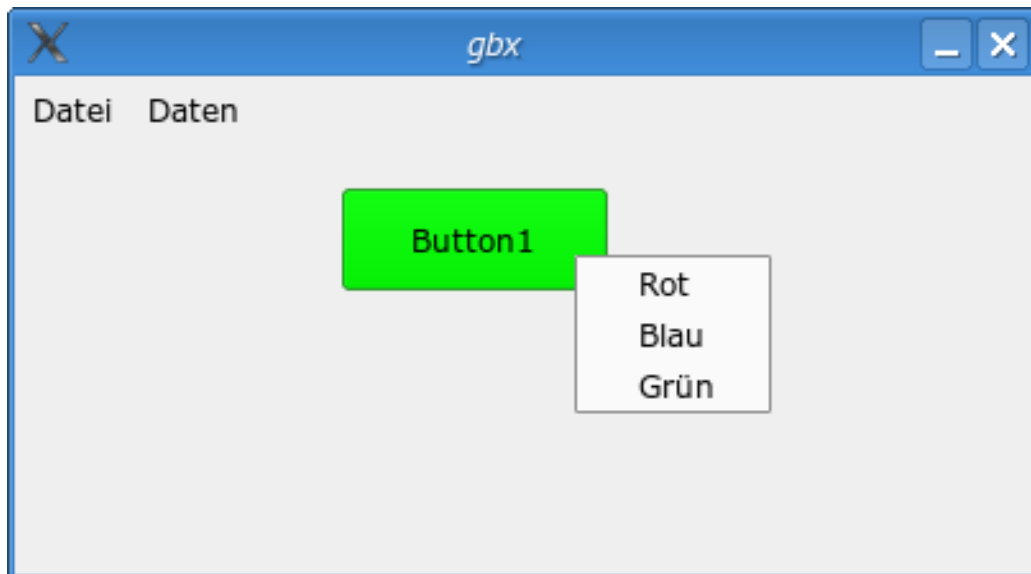 gbx
Datei Daten
Button1
Rot
Blau
Grün